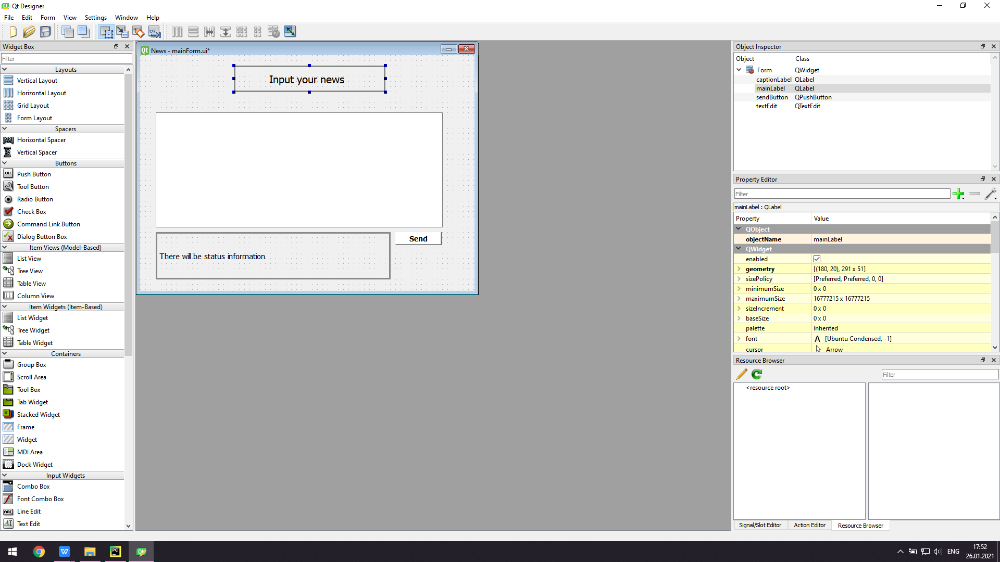 Qt Designer
File Edit Form View Settings Window Help
Widget Box
Filter
Layouts
Vertical Layout
Horizontal Layout
Grid Layout
Form Layout
Spacers
Horizontal Spacer
Vertical Spacer
Buttons
Push Button
Tool Button
Radio Button
Check Box
Command Link Button
Dialog Button Box
Item Views (Model-Based)
List View
Tree View
Table View
Column View
Item Widgets (Item-Based)
List Widget
Tree Widget
Table Widget
Containers
Group Box
Scroll Area
Tool Box
Tab Widget
Stacked Widget
Frame
Widget
MDI Area
Dock Widget
Input Widgets
Combo Box
Font Combo Box
Line Edit
Text Edit
News - mainForm.ui*
Input your news
Send
There will be status information
Object Inspector
Object Class
Form QWidget
captionLabel QLabel
mainLabel QLabel
sendButton QPushButton
textEdit QTextEdit
Property Editor
Filter
mainLabel : QLabel
Property Value
QObject
objectName mainLabel
QWidget
enabled
geometry [(180, 20), 291 x 51]
sizePolicy [Preferred, Preferred, 0, 0]
minimumSize 0 x 0
maximumSize 16777215 x 16777215
sizeIncrement 0 x 0
baseSize 0 x 0
palette Inherited
font A [Ubuntu Condensed, -1]
cursor Arrow
Resource Browser
Filter
<resource root>
Signal/Slot Editor Action Editor Resource Browser
ENG
17:52
26.01.2021